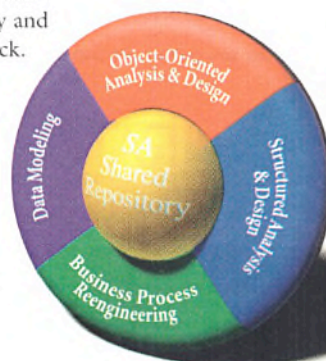 y and
ck.
Object-Oriented
Analysis & Design
Data Modeling
SA
Shared
Repository
Structured Analysis
& Design
Business Process
Reengineering